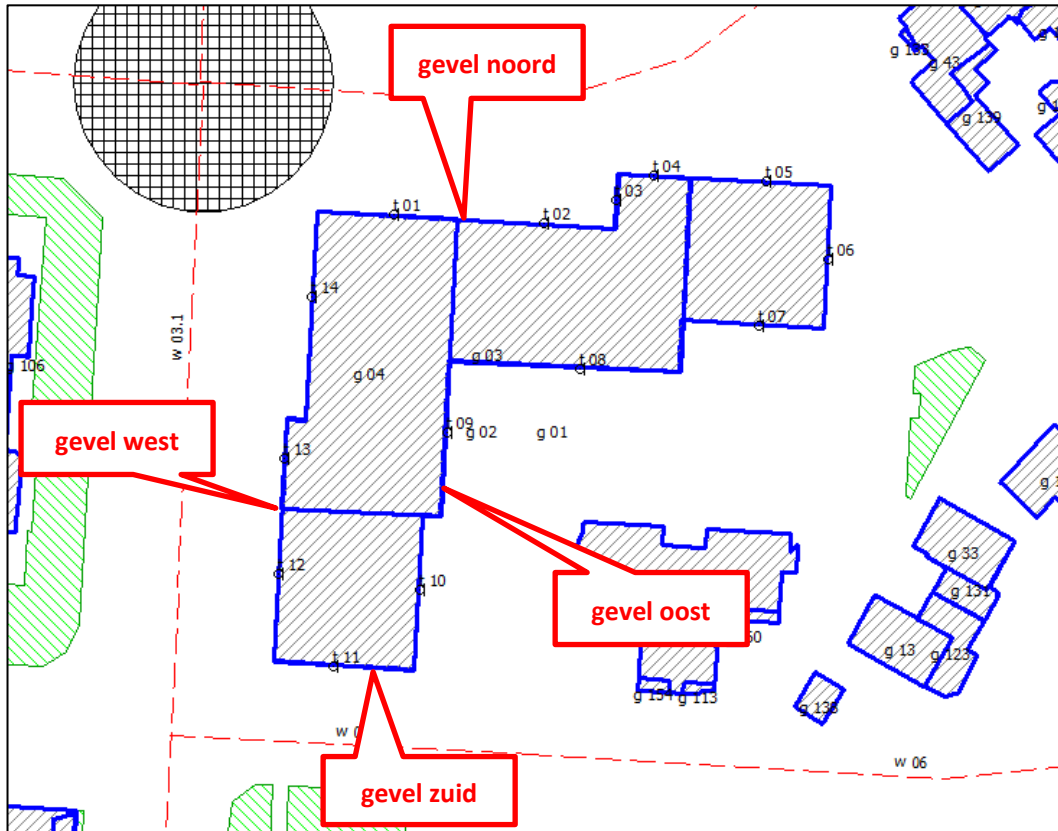 g 132
g 43
g 139
gevel noord
t 04
t 05
03
t 01
t 02
06
14
t 07
w 03.1
106
g 03
t 08
g 04
09
g 02
g 01
gevel west
13
g 33
g 131
12
10
gevel oost
g 13
g 123
t 11
g 154
g 113
g 138
w 06
gevel zuid